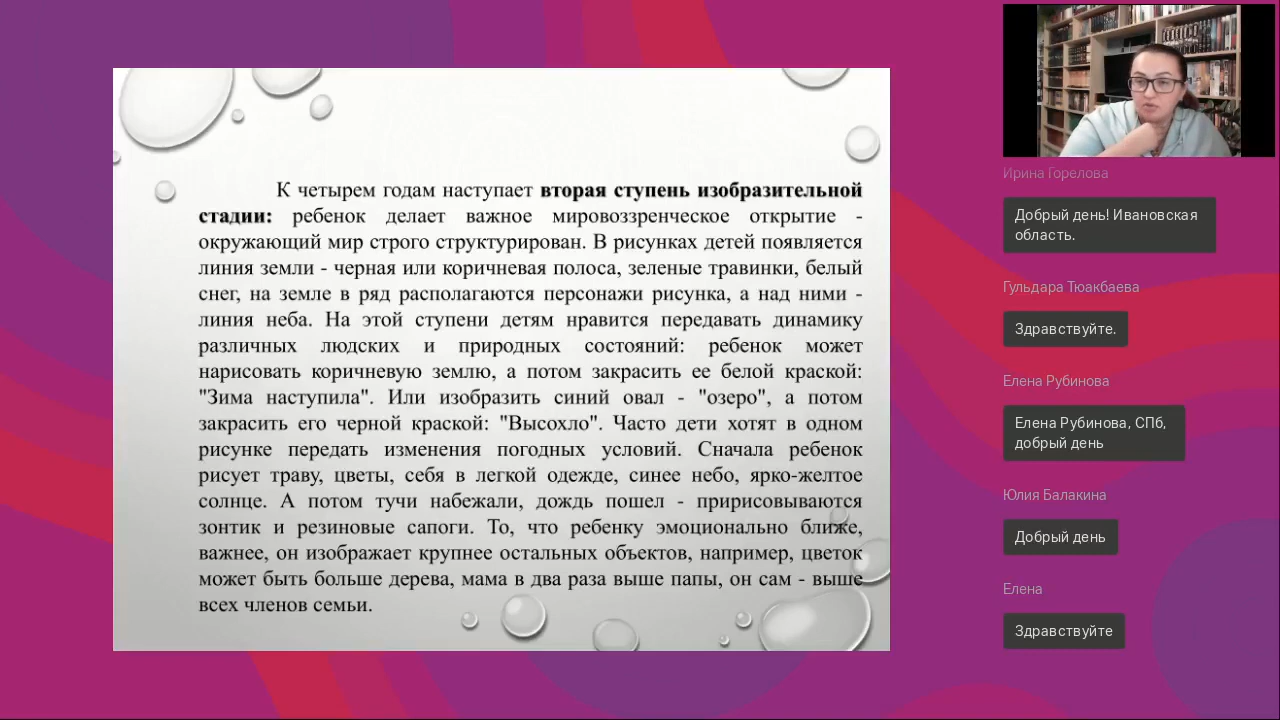 К четырем годам наступает вторая ступень изобразительной
стадии: ребенок делает важное мировоззренческое открытие -
окружающий мир строго структурирован. В рисунках детей появляется
линия земли - черная или коричневая полоса, зеленые травинки, белый
снег, на земле в ряд располагаются персонажи рисунка, а над ними -
линия неба. На этой ступени детям нравится передавать динамику
различных людских и природных состояний: ребенок может
нарисовать коричневую землю, а потом закрасить ее белой краской:
"Зима наступила". Или изобразить синий овал - "озеро", а потом
закрасить его черной краской: "Высохло". Часто дети хотят в одном
рисунке передать изменения погодных условий. Сначала ребенок
рисует траву, цветы, себя в легкой одежде, синее небо, ярко-желтое
солнце. А потом тучи набежали, дождь пошел - пририсовываются
зонтик и резиновые сапоги. То, что ребенку эмоционально ближе,
важнее, он изображает крупнее остальных объектов, например, цветок
может быть больше дерева, мама в два раза выше папы, он сам - выше
всех членов семьи.
Ирина Горелова
Добрый день! Ивановская
область.
Гульдара Тюакбаева
Здравствуйте.
Елена Рубинова
Елена Рубинова, СПб,
добрый день
Юлия Балакина
Добрый день
Елена
Здравствуйте